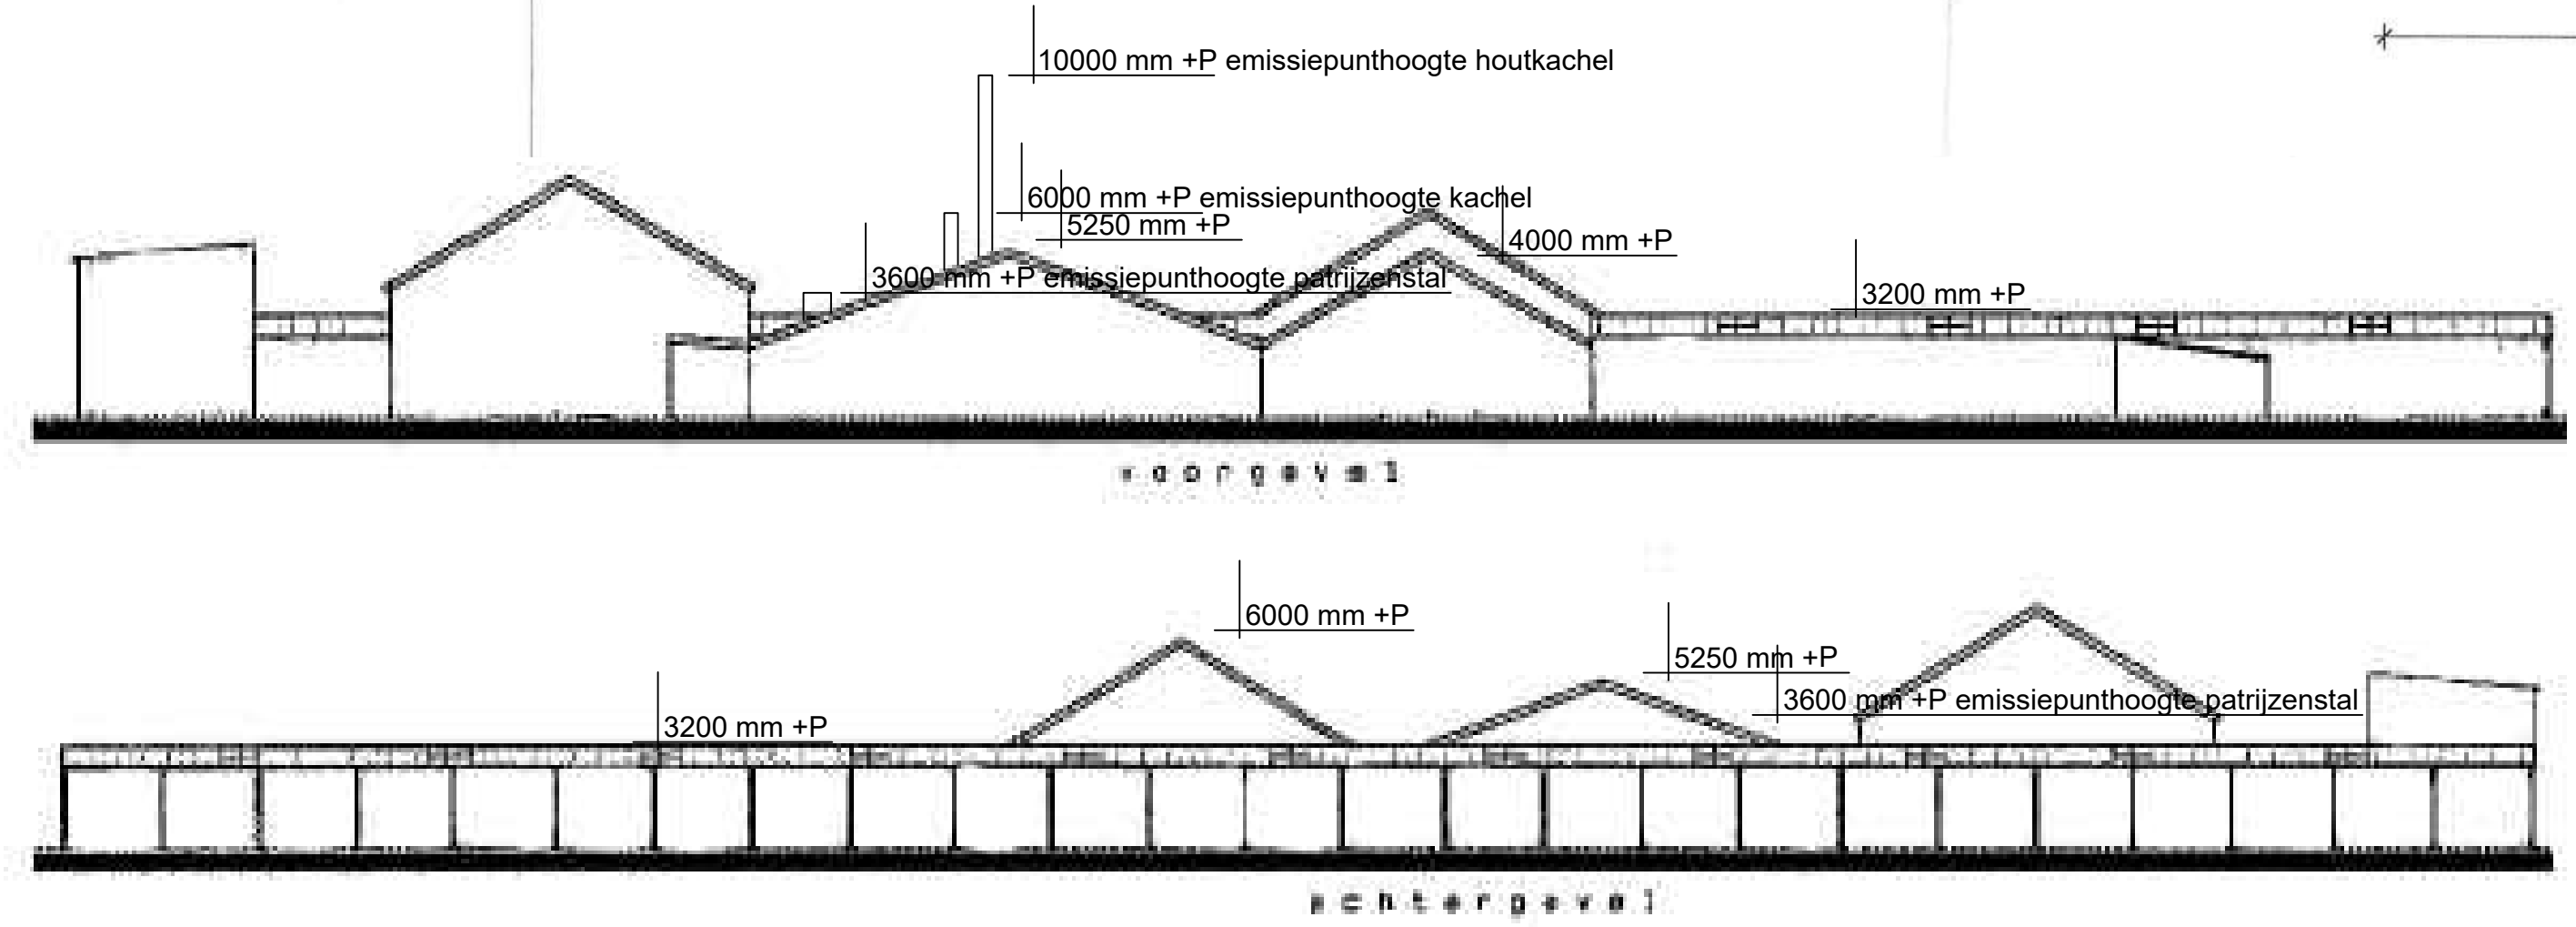 10000 mm +P emissiepunthoogte houtkachel
6000 mm +P emissiepunthoogte kachel
5250 mm +P
4000 mm +P
3600 mm +P emissiepunthoogte patrijzenstal
3200 mm +P
voorgevel
6000 mm +P
5250 mm +P
3600 mm +P emissiepunthoogte patrijzenstal
3200 mm +P
achtergevel